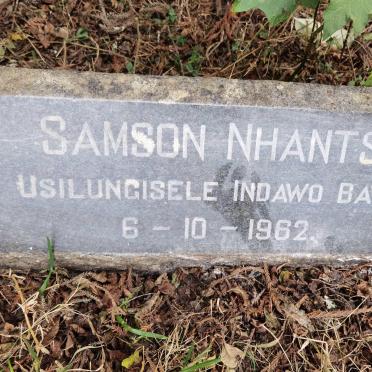 SAMSON NHANTS
USILUNGISELE INDAWO BA
6 - 10 - 1962.